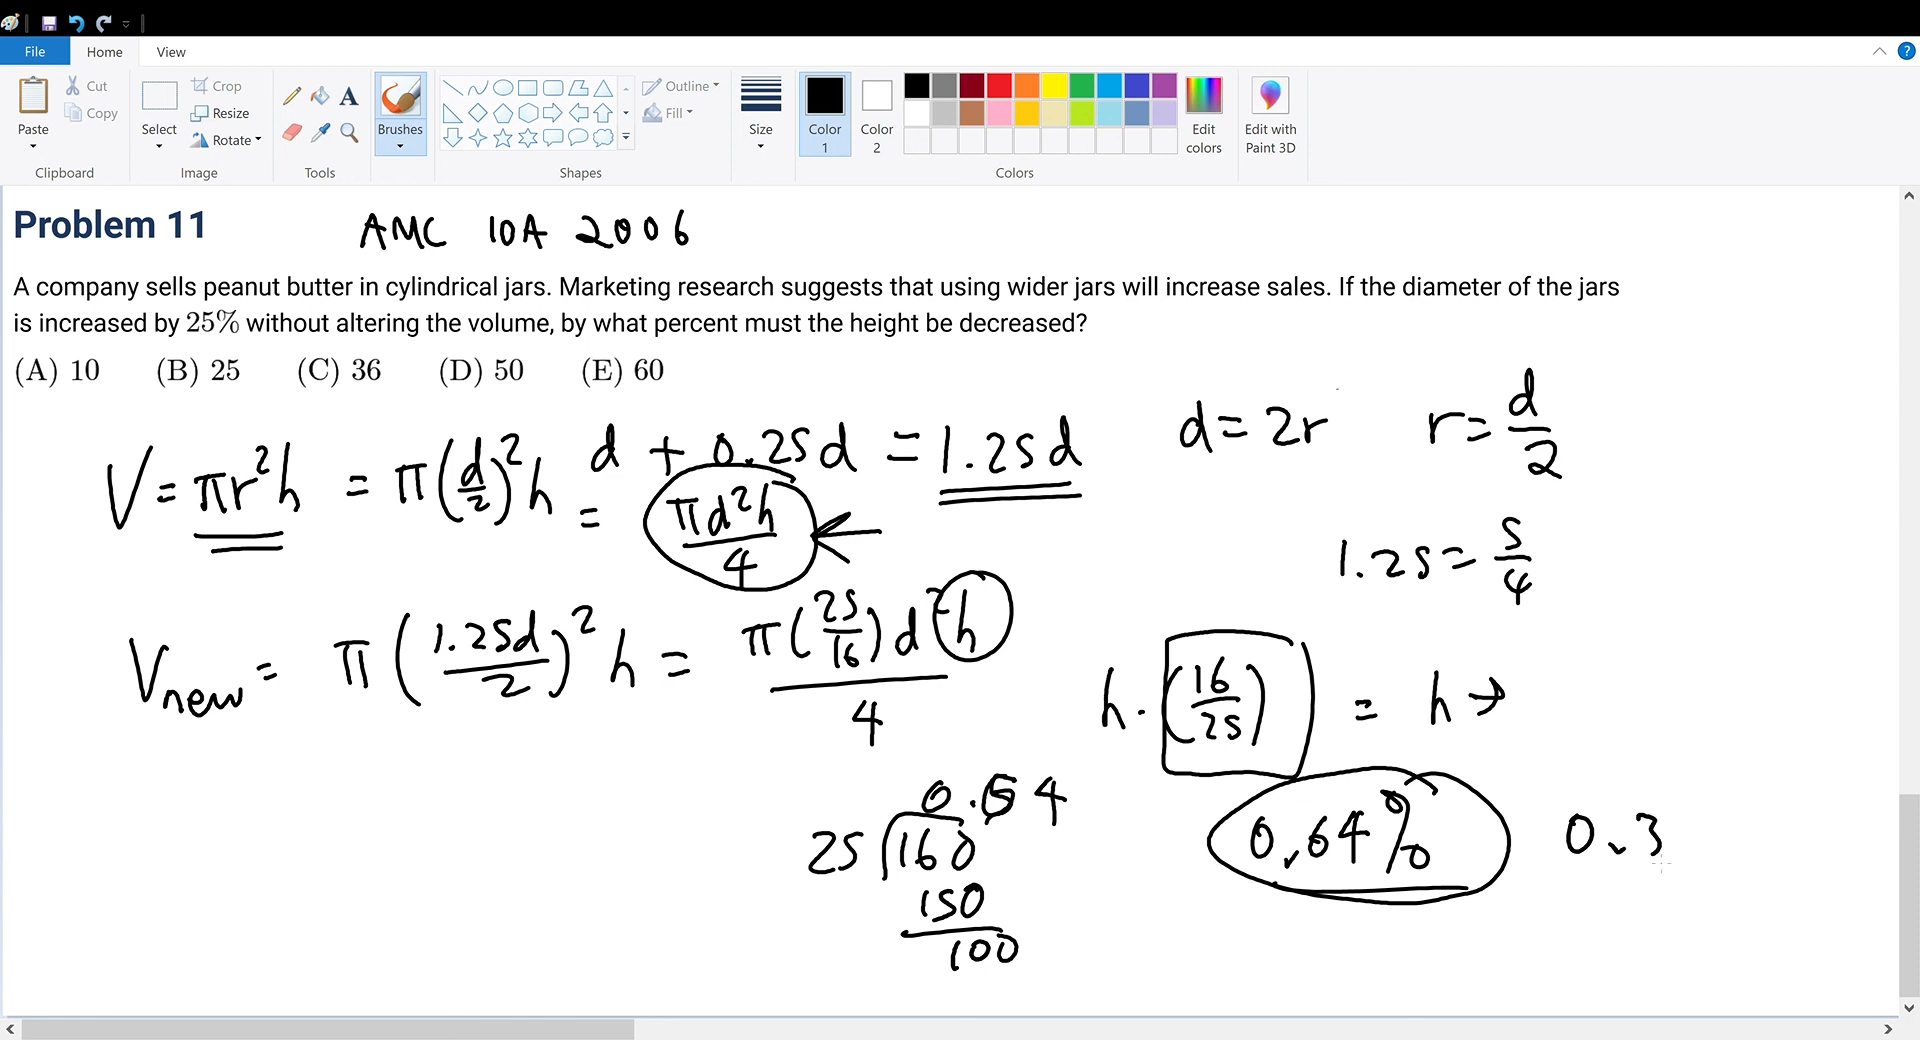 File Home View
Paste Cut Copy Clipboard
Select Crop Resize Rotate Image
A Tools
Brushes
Outline Fill Shapes
Size
Color 1 Color 2 Edit colors Colors
Edit with Paint 3D
Problem 11 AMC 10A 2006
A company sells peanut butter in cylindrical jars. Marketing research suggests that using wider jars will increase sales. If the diameter of the jars
is increased by 25% without altering the volume, by what percent must the height be decreased?
(A) 10 (B) 25 (C) 36 (D) 50 (E) 60
d + 0.25d = 1.25d
d = 2r r = d/2
V = πr²h = π(d/2)²h = πd²h/4
1.25 = 5/4
Vnew = π(1.25d/2)²h = π(25/16)d²h/4
h · (16/25) = h →
0.64
25 160
150
100
0.64% 0.3